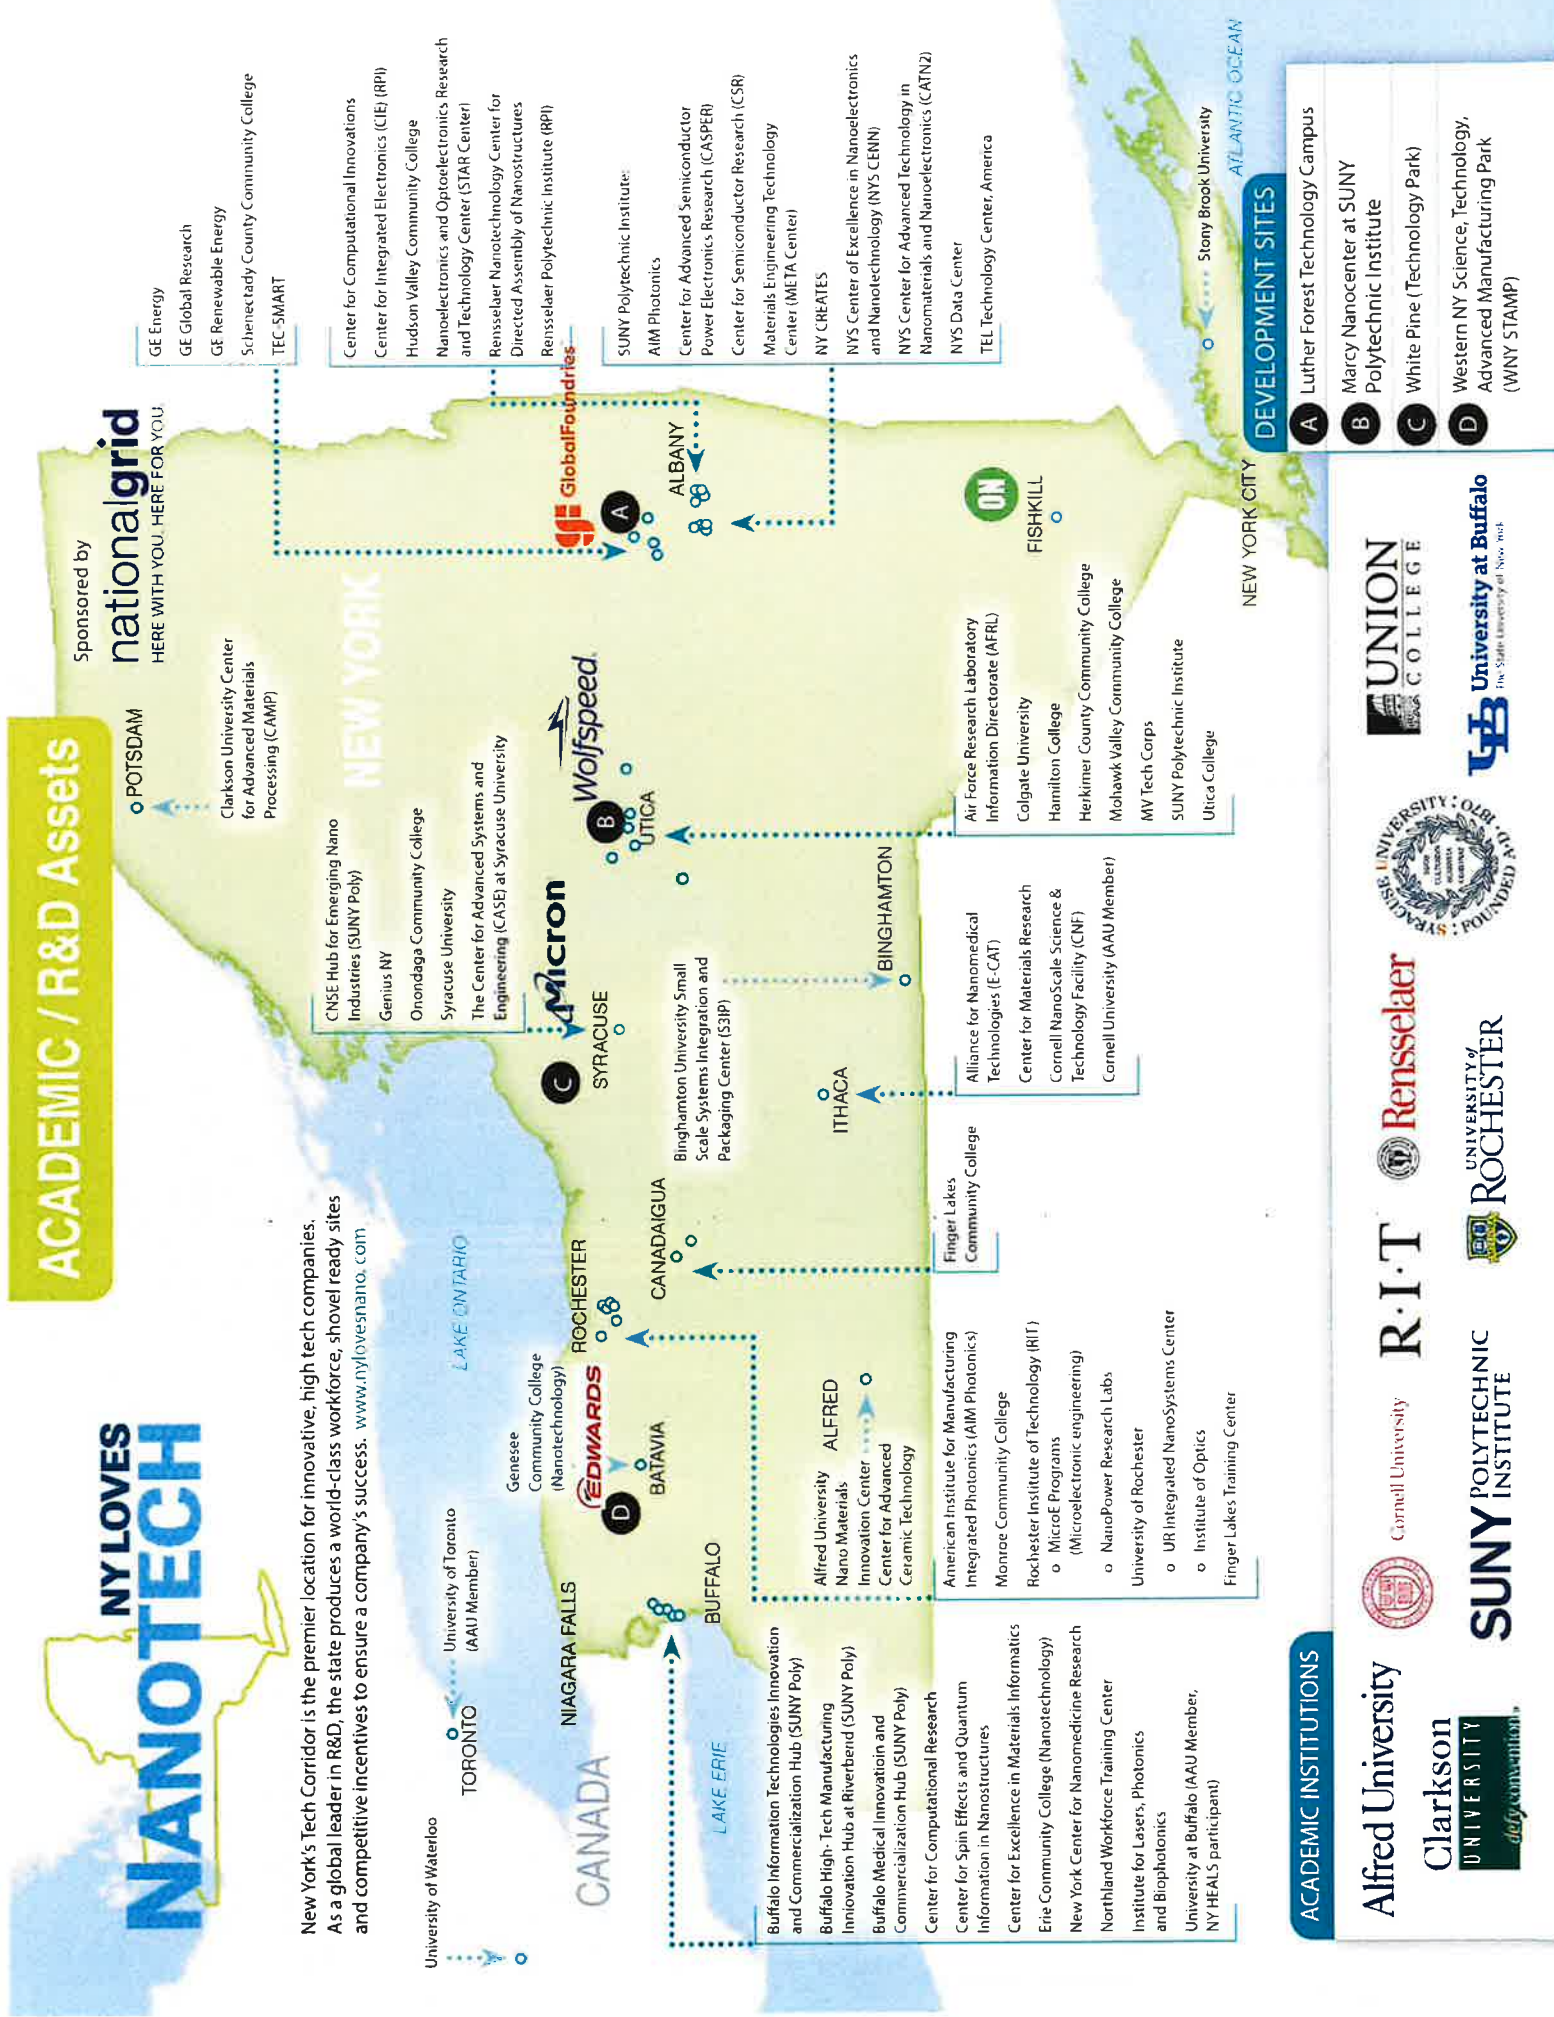 NY LOVES
NANOTECH
ACADEMIC / R&D Assets
Sponsored by
nationalgrid
HERE WITH YOU. HERE FOR YOU.
New York's Tech Corridor is the premier location for innovative, high tech companies.
As a global leader in R&D, the state produces a world-class workforce, shovel ready sites
and competitive incentives to ensure a company's success. www.nylovesnano.com
GE Energy
GE Global Research
GE Renewable Energy
Schenectady County Community College
TEC-SMART
Center for Computational Innovations
Center for Integrated Electronics (CIE) (RPI)
Hudson Valley Community College
Nanoelectronics and Optoelectronics Research
and Technology Center (STAR Center)
Rensselaer Nanotechnology Center for
Directed Assembly of Nanostructures
Rensselaer Polytechnic Institute (RPI)
SUNY Polytechnic Institute:
AIM Photonics
Center for Advanced Semiconductor
Power Electronics Research (CASPER)
Center for Semiconductor Research (CSR)
Materials Engineering Technology
Center (META Center)
NY CREATES
NYS Center of Excellence in Nanoelectronics
and Nanotechnology (NYS CENN)
NYS Center for Advanced Technology in
Nanomaterials and Nanoelectronics (CATN2)
NYS Data Center
TEL Technology Center, America
POTSDAM
Clarkson University Center
for Advanced Materials
Processing (CAMP)
NEW YORK
CNSE Hub for Emerging Nano
Industries (SUNY Poly)
Genius NY
Onondaga Community College
Syracuse University
The Center for Advanced Systems and
Engineering (CASE) at Syracuse University
University of Waterloo
University of Toronto
(AAU Member)
TORONTO
LAKE ONTARIO
CANADA
NIAGARA FALLS
Genesee
Community College
(Nanotechnology)
EDWARDS
D
BATAVIA
ROCHESTER
CANADAIGUA
C
Micron
SYRACUSE
B
Wolfspeed
UTICA
GlobalFoundries
A
ALBANY
BUFFALO
LAKE ERIE
Binghamton University Small
Scale Systems Integration and
Packaging Center (S3IP)
BINGHAMTON
ITHACA
ALFRED
Alfred University
Nano Materials
Innovation Center
Center for Advanced
Ceramic Technology
ON
FISHKILL
NEW YORK CITY
Stony Brook University
ATLANTIC OCEAN
Buffalo Information Technologies Innovation
and Commercialization Hub (SUNY Poly)
Buffalo High-Tech Manufacturing
Inniovation Hub at Riverbend (SUNY Poly)
Buffalo Medical Innovatoin and
Commercialization Hub (SUNY Poly)
Center for Computational Research
Center for Spin Effects and Quantum
Information in Nanostructures
Center for Excellence in Materials Informatics
Erie Community College (Nanotechnology)
New York Center for Nanomedicine Research
Northland Workforce Training Center
Institute for Lasers, Photonics
and Biophotonics
University at Buffalo (AAU Member,
NY HEALS participant)
American Institute for Manufacturing
Integrated Photonics (AIM Photonics)
Monroe Community College
Rochester Institute of Technology (RIT)
o MicroE Programs
(Microelectronic engineering)
o NanoPower Research Labs
University of Rochester
o UR Integrated NanoSystems Center
o Institute of Optics
Finger Lakes Training Center
Finger Lakes
Community College
Alliance for Nanomedical
Technologies (E-CAT)
Center for Materials Research
Cornell NanoScale Science &
Technology Facility (CNF)
Cornell University (AAU Member)
Air Force Research Laboratory
Information Directorate (AFRL)
Colgate University
Hamilton College
Herkimer County Community College
Mohawk Valley Community College
MV Tech Corps
SUNY Polytechnic Institute
Utica College
DEVELOPMENT SITES
A Luther Forest Technology Campus
B Marcy Nanocenter at SUNY
Polytechnic Institute
C White Pine (Technology Park)
D Western NY Science, Technology,
Advanced Manufacturing Park
(WNY STAMP)
ACADEMIC INSTITUTIONS
Alfred University
Cornell University
R·I·T
Rensselaer
SYRACUSE UNIVERSITY
FOUNDED A·D· 1870
UNION
COLLEGE
Clarkson
UNIVERSITY
defy convention.
SUNY POLYTECHNIC
INSTITUTE
UNIVERSITY of
ROCHESTER
UB University at Buffalo
The State University of New York